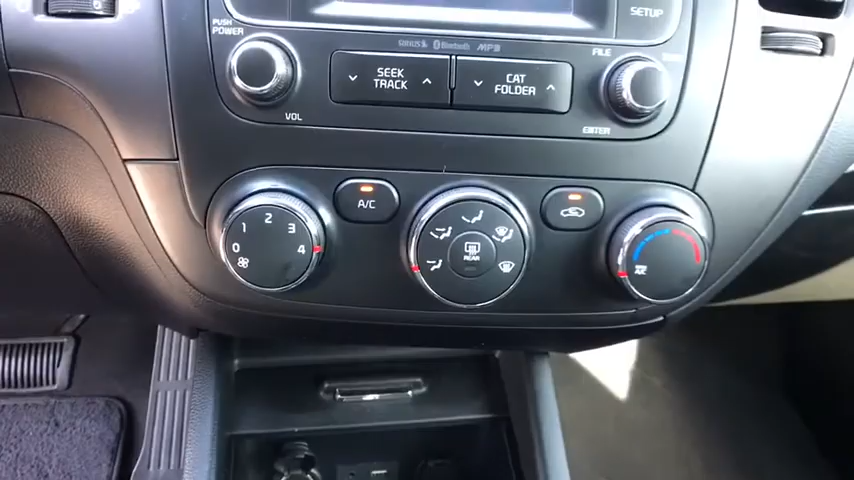 SETUP
PUSH
POWER
SIRIUS Bluetooth MP3
SEEK
TRACK
CAT
FOLDER
FILE
VOL
ENTER
A/C
0 1 2 3 4
REAR
MAX
A/C